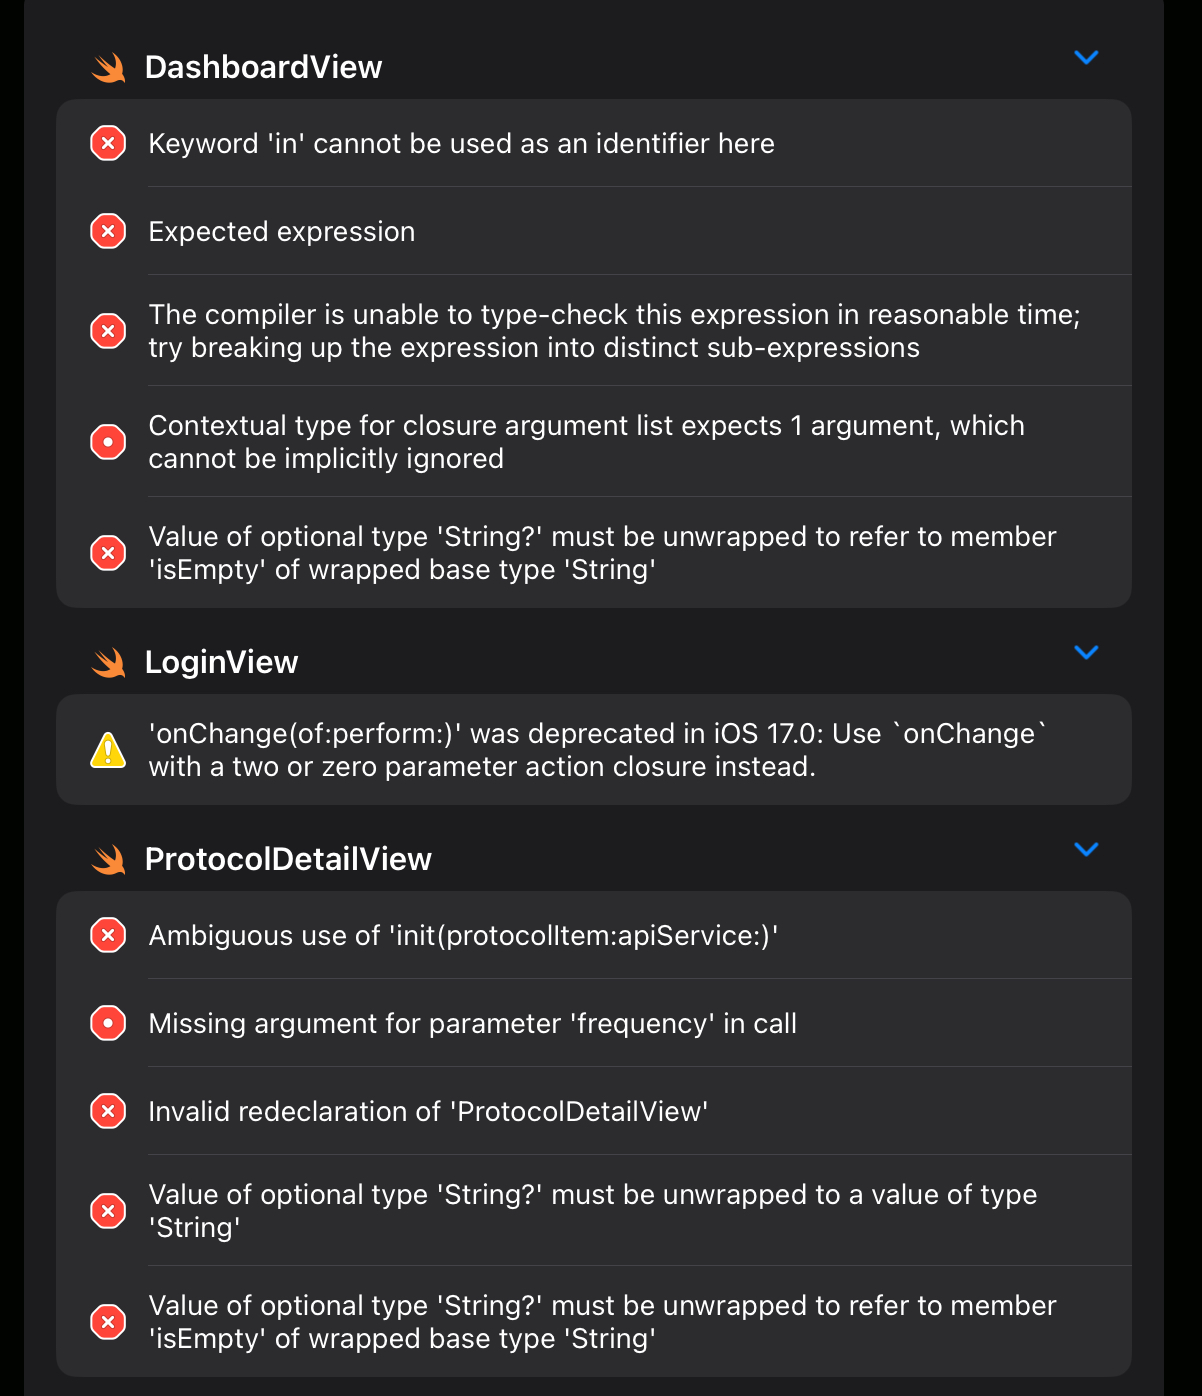 DashboardView
Keyword 'in' cannot be used as an identifier here
Expected expression
The compiler is unable to type-check this expression in reasonable time;
try breaking up the expression into distinct sub-expressions
Contextual type for closure argument list expects 1 argument, which
cannot be implicitly ignored
Value of optional type 'String?' must be unwrapped to refer to member
'isEmpty' of wrapped base type 'String'
LoginView
'onChange(of:perform:)' was deprecated in iOS 17.0: Use `onChange`
with a two or zero parameter action closure instead.
ProtocolDetailView
Ambiguous use of 'init(protocolItem:apiService:)'
Missing argument for parameter 'frequency' in call
Invalid redeclaration of 'ProtocolDetailView'
Value of optional type 'String?' must be unwrapped to a value of type
'String'
Value of optional type 'String?' must be unwrapped to refer to member
'isEmpty' of wrapped base type 'String'